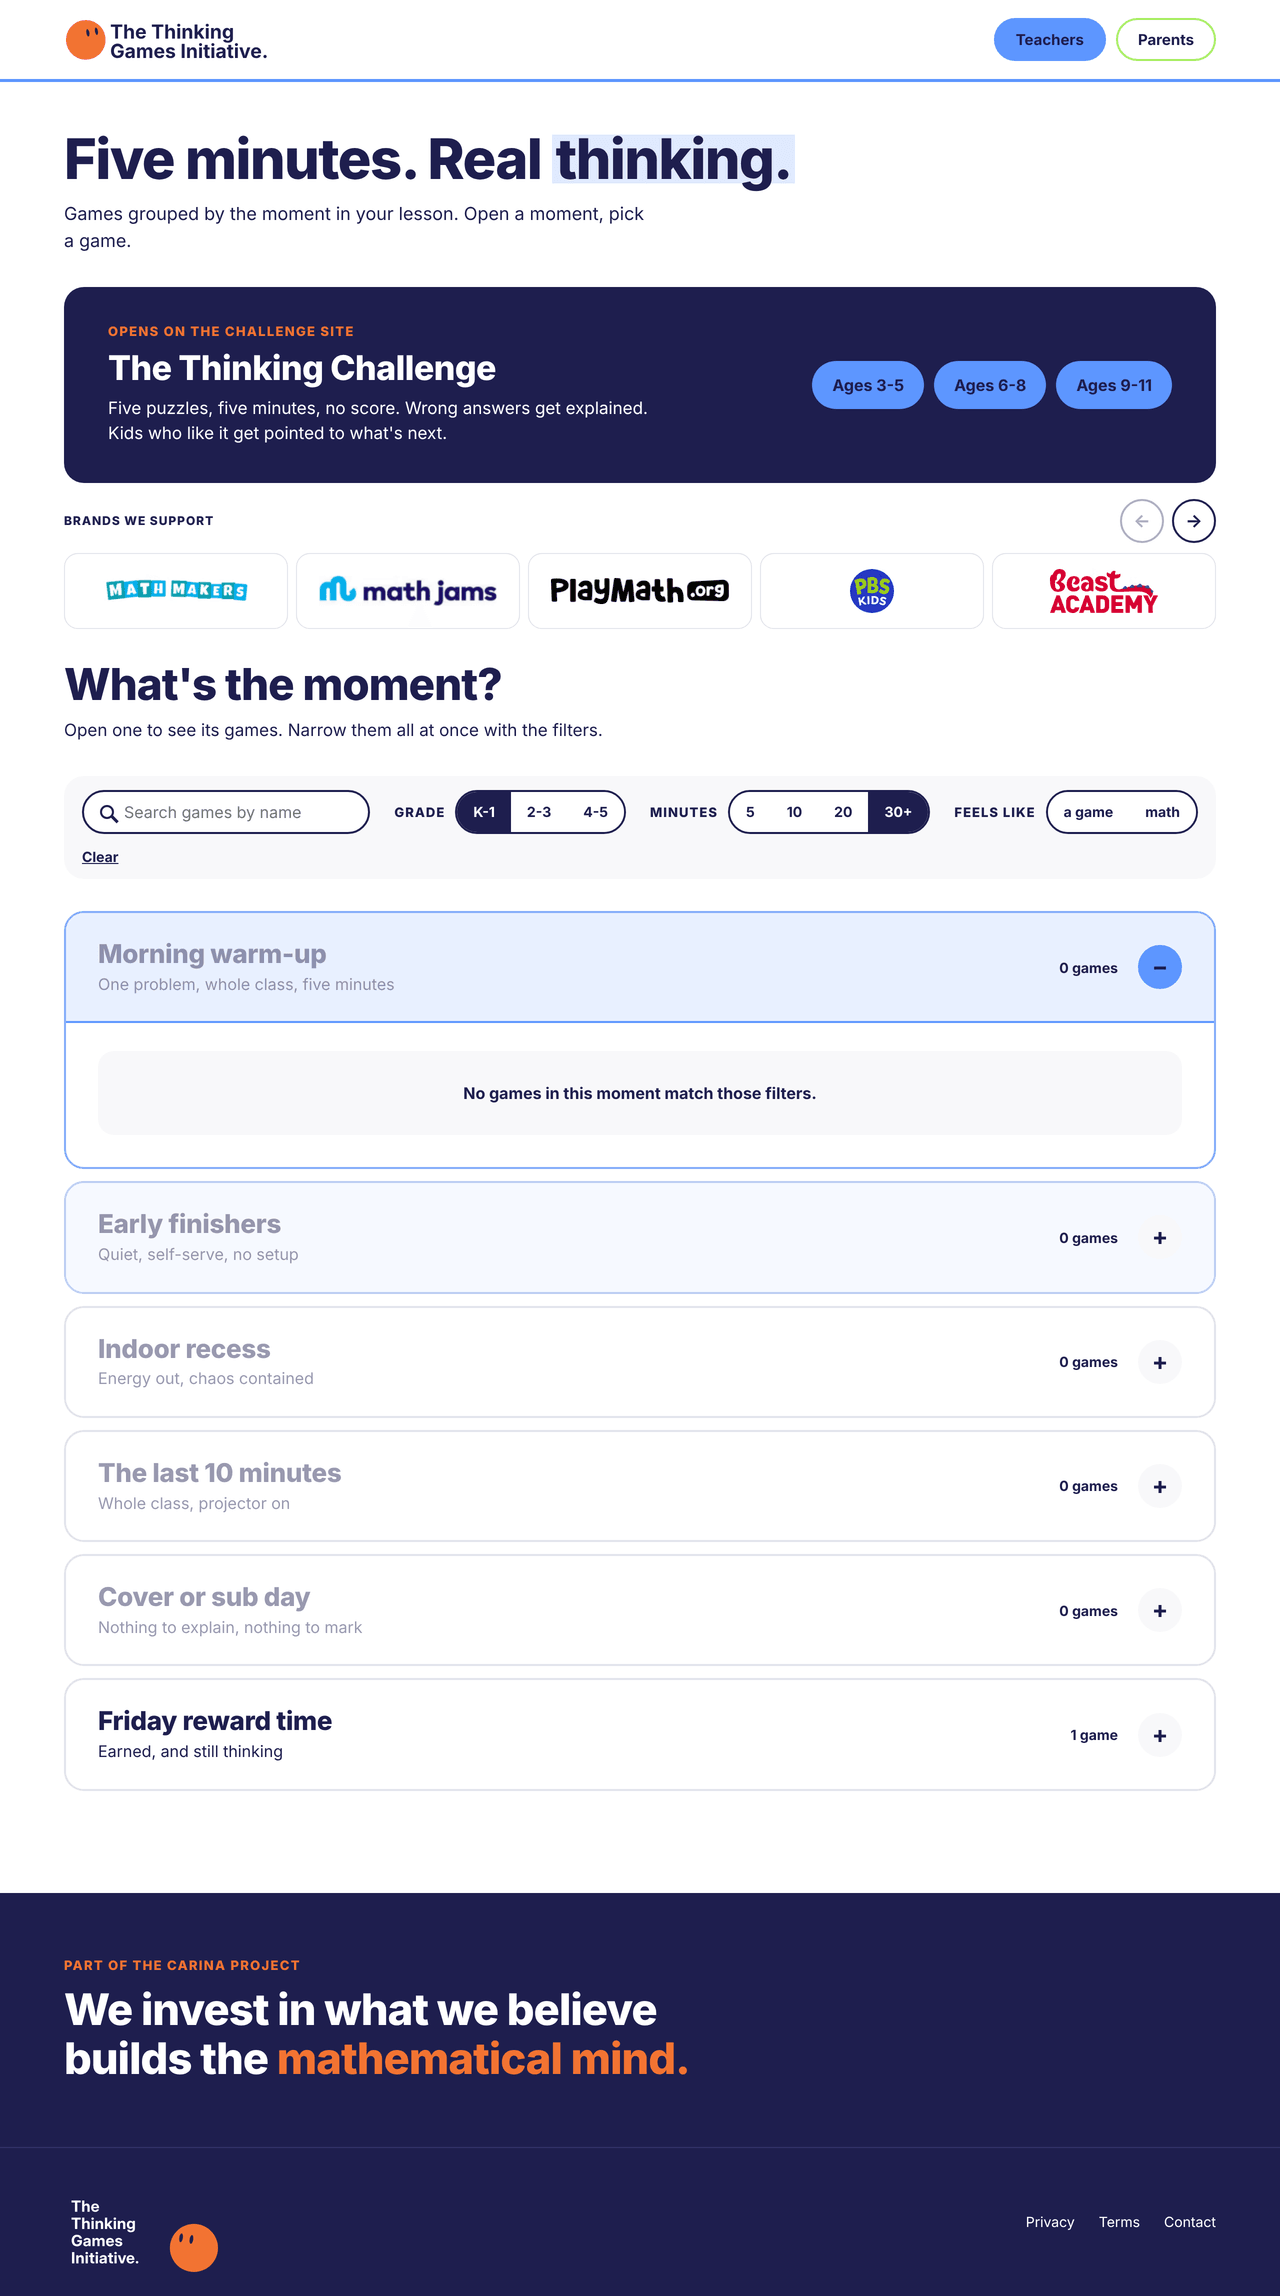 The Thinking
Games Initiative.
Teachers
Parents
Five minutes. Real thinking.
Games grouped by the moment in your lesson. Open a moment, pick
a game.
OPENS ON THE CHALLENGE SITE
The Thinking Challenge
Five puzzles, five minutes, no score. Wrong answers get explained.
Kids who like it get pointed to what's next.
Ages 3-5
Ages 6-8
Ages 9-11
BRANDS WE SUPPORT
MATH MAKERS
math jams
PlayMath.org
PBS
KIDS
Beast
ACADEMY
What's the moment?
Open one to see its games. Narrow them all at once with the filters.
Search games by name
GRADE K-1 2-3 4-5
MINUTES 5 10 20 30+
FEELS LIKE a game math
Clear
Morning warm-up
One problem, whole class, five minutes
0 games
No games in this moment match those filters.
Early finishers
Quiet, self-serve, no setup
0 games
Indoor recess
Energy out, chaos contained
0 games
The last 10 minutes
Whole class, projector on
0 games
Cover or sub day
Nothing to explain, nothing to mark
0 games
Friday reward time
Earned, and still thinking
1 game
PART OF THE CARINA PROJECT
We invest in what we believe
builds the mathematical mind.
The
Thinking
Games
Initiative.
Privacy
Terms
Contact